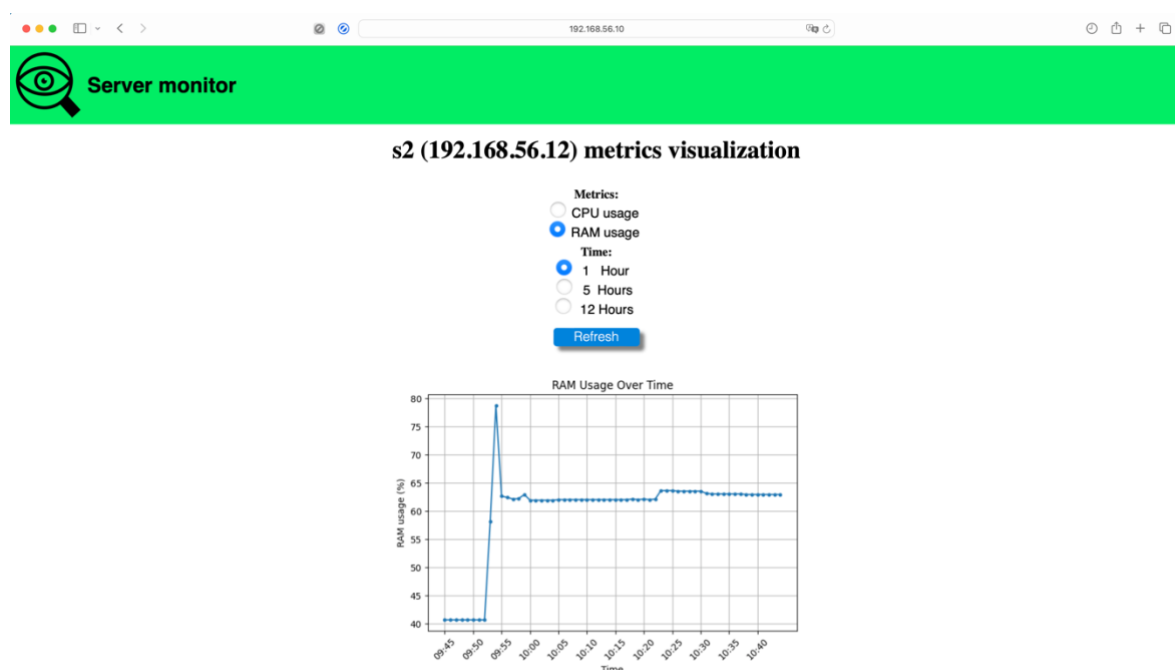 192.168.56.10
Server monitor
s2 (192.168.56.12) metrics visualization
Metrics:
CPU usage
RAM usage
Time:
1 Hour
5 Hours
12 Hours
Refresh
RAM Usage Over Time
80
75
70
65
60
55
50
45
40
RAM usage (%)
09:45 09:50 09:55 10:00 10:05 10:10 10:15 10:20 10:25 10:30 10:35 10:40
Time